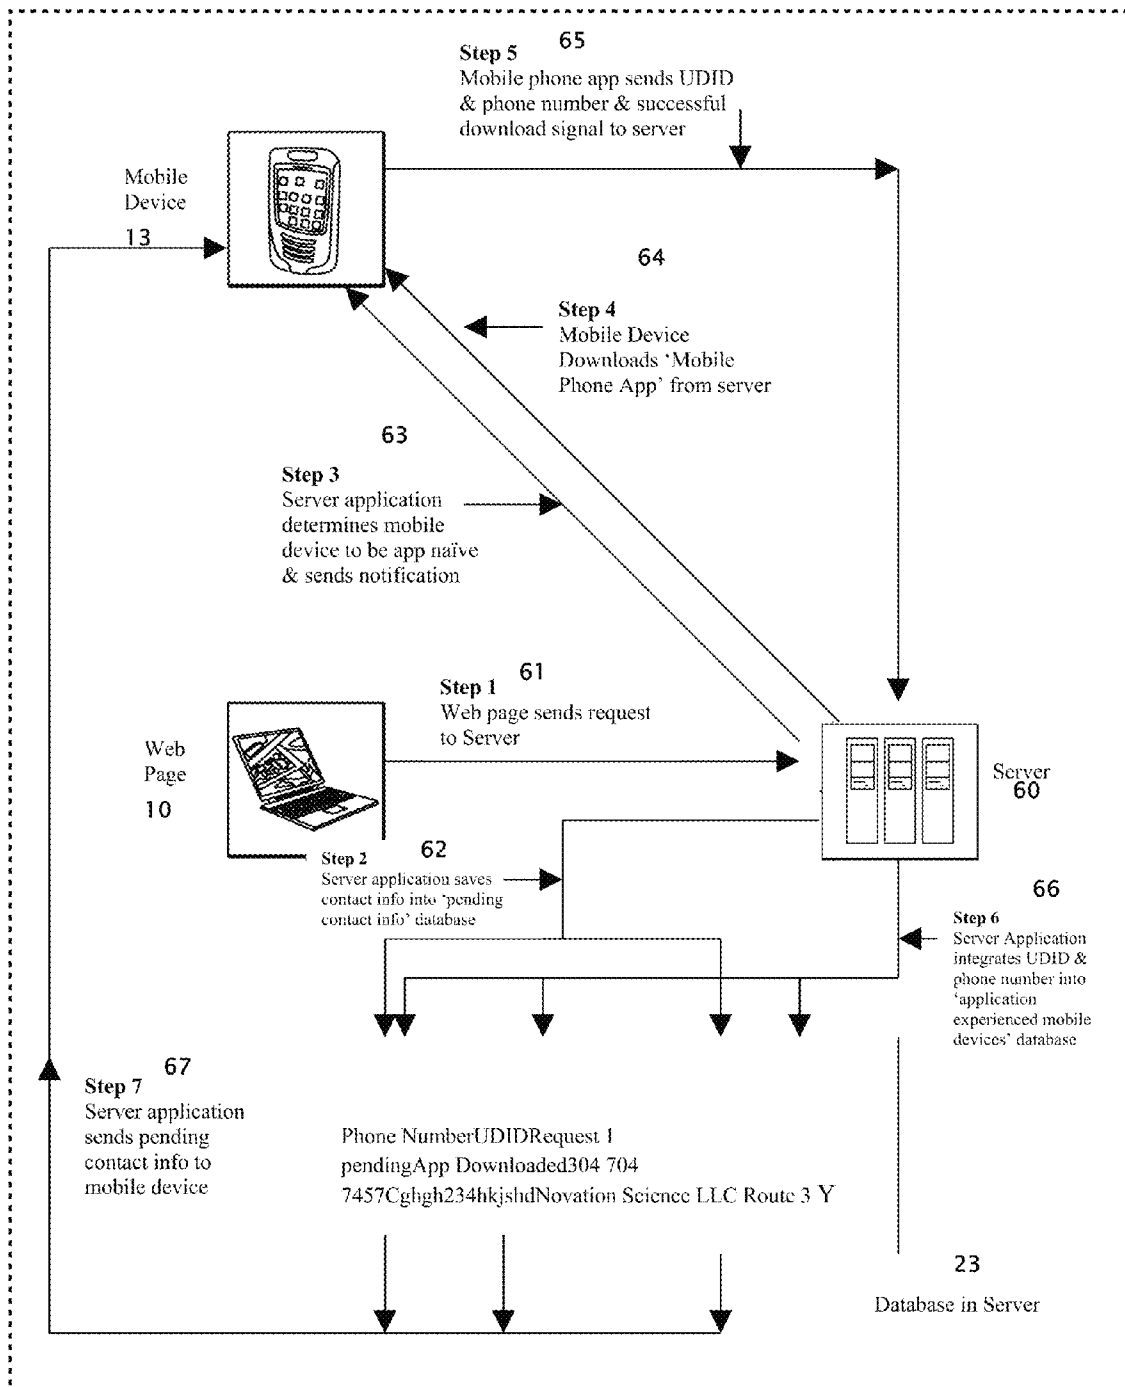 65
Step 5
Mobile phone app sends UDID
& phone number & successful
download signal to server
Mobile
Device
13
64
Step 4
Mobile Device
Downloads ‘Mobile
Phone App’ from server
63
Step 3
Server application
determines mobile
device to be app naïve
& sends notification
61
Step 1
Web page sends request
to Server
Web
Page
10
Server
60
62
Step 2
Server application saves
contact info into ‘pending
contact info’ database
66
Step 6
Server Application
integrates UDID &
phone number into
‘application
experienced mobile
devices’ database
67
Step 7
Server application
sends pending
contact info to
mobile device
Phone NumberUDIDRequest 1
pendingApp Downloaded304 704
7457Cghgh234hkjshdNovation Science LLC Route 3 Y
23
Database in Server